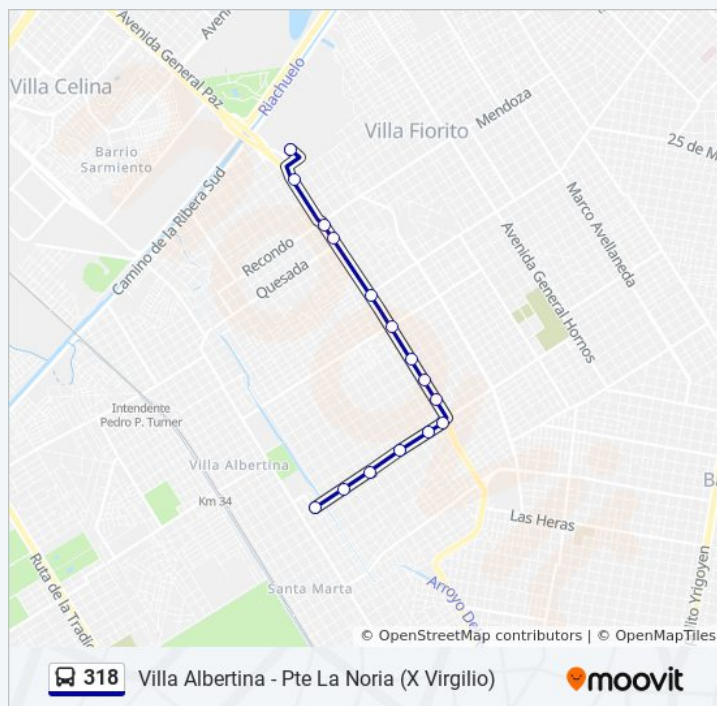 Avenida General Paz
Aveni
Riachuelo
Villa Celina
Villa Fiorito
Mendoza
25 de M
Barrio
Sarmiento
Camino de la Ribera Sud
Marco Avellaneda
Recondo
Quesada
Avenida General Hornos
Intendente
Pedro P. Turner
Villa Albertina
Km 34
B
Las Heras
Ruta de la Tradic
Santa Marta
Arroyo De
lito Yrigoyen
© OpenStreetMap contributors | © OpenMapTiles
318 Villa Albertina - Pte La Noria (X Virgilio) moovit